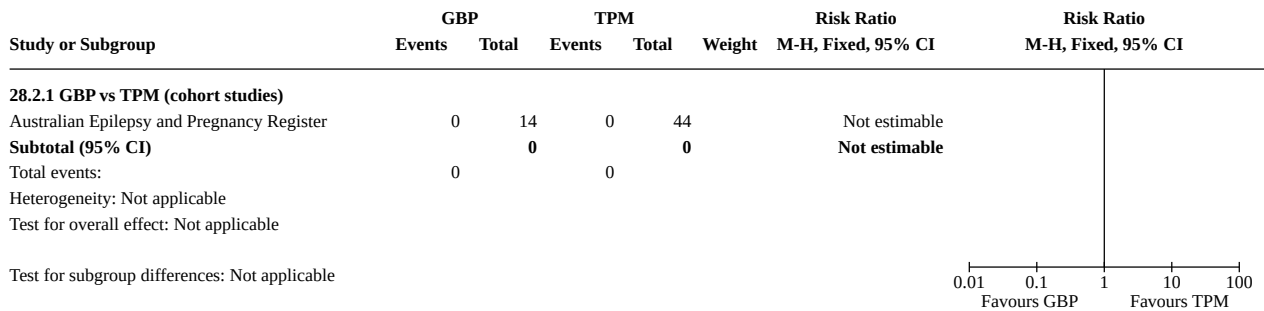 GBP TPM Risk Ratio Risk Ratio
Study or Subgroup Events Total Events Total Weight M-H, Fixed, 95% CI M-H, Fixed, 95% CI
28.2.1 GBP vs TPM (cohort studies)
Australian Epilepsy and Pregnancy Register 0 14 0 44 Not estimable
Subtotal (95% CI) 0 0 Not estimable
Total events: 0 0
Heterogeneity: Not applicable
Test for overall effect: Not applicable
Test for subgroup differences: Not applicable
0.01 0.1 1 10 100
Favours GBP Favours TPM